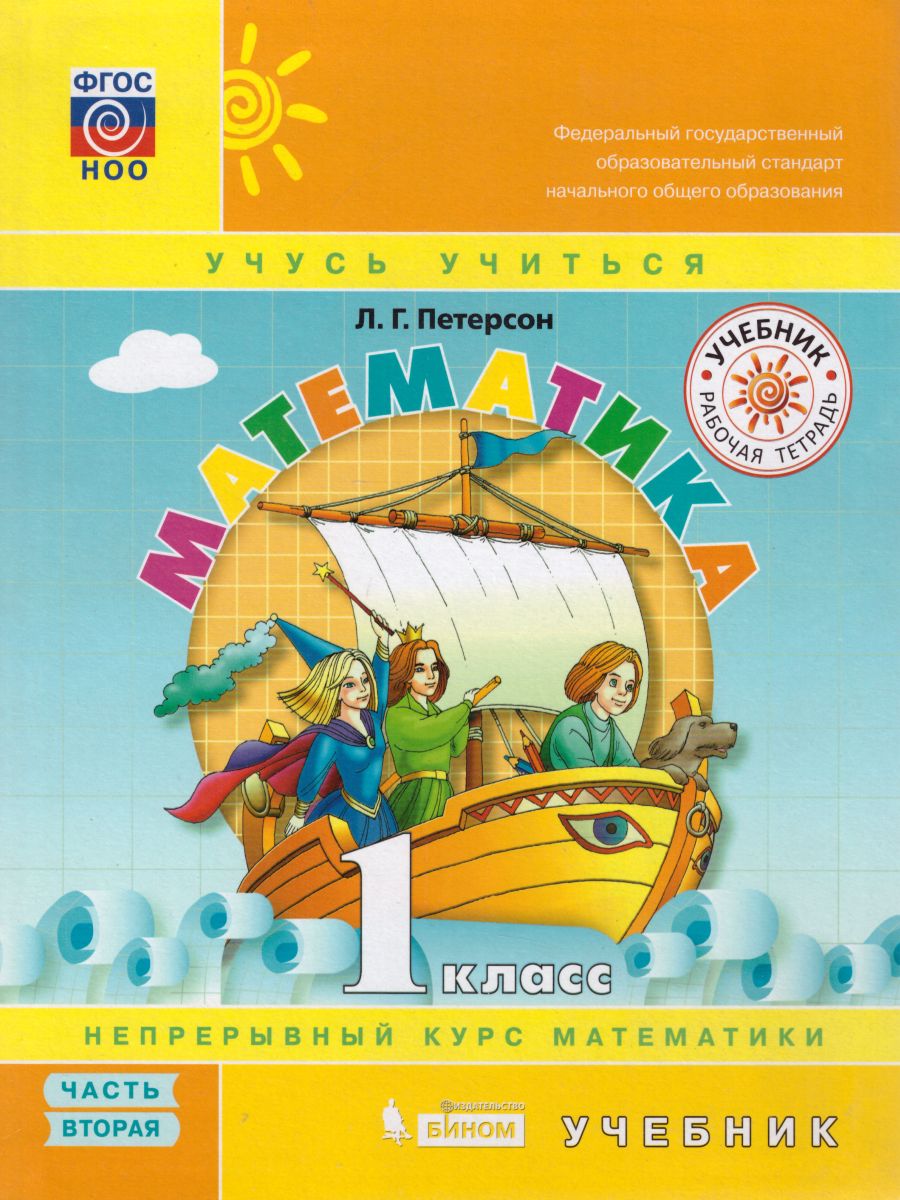 ФГОС
НОО
Федеральный государственный
образовательный стандарт
начального общего образования
УЧУСЬ УЧИТЬСЯ
Л. Г. Петерсон
МАТЕМАТИКА
УЧЕБНИК
РАБОЧАЯ ТЕТРАДЬ
1 класс
НЕПРЕРЫВНЫЙ КУРС МАТЕМАТИКИ
ЧАСТЬ
ВТОРАЯ
ИЗДАТЕЛЬСТВО
БИНОМ
УЧЕБНИК